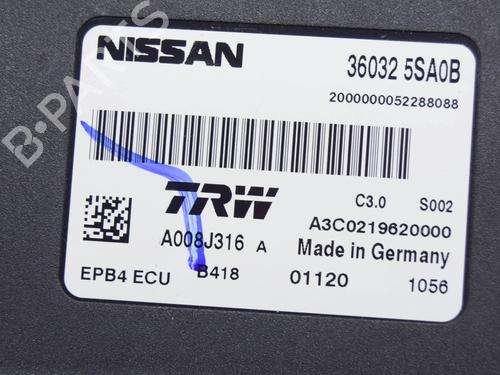 NISSAN 36032 5SA0B
2000000052288088
TRW C3.0 S002
A3C0219620000
A008J316 A Made in Germany
EPB4 ECU B418 01120 1056
B-PARTS